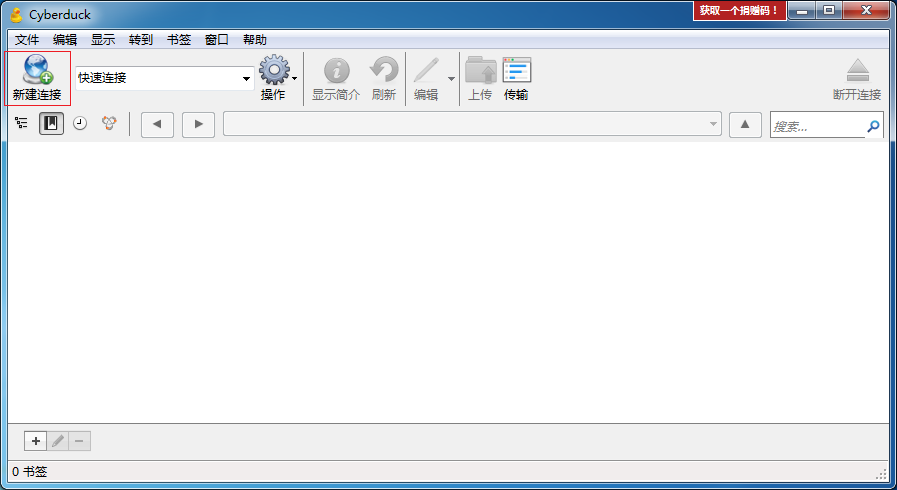 Cyberduck
获取一个捐赠码！
文件 编辑 显示 转到 书签 窗口 帮助
新建连接 快速连接 操作 显示简介 刷新 编辑 上传 传输 断开连接
搜索...
0 书签